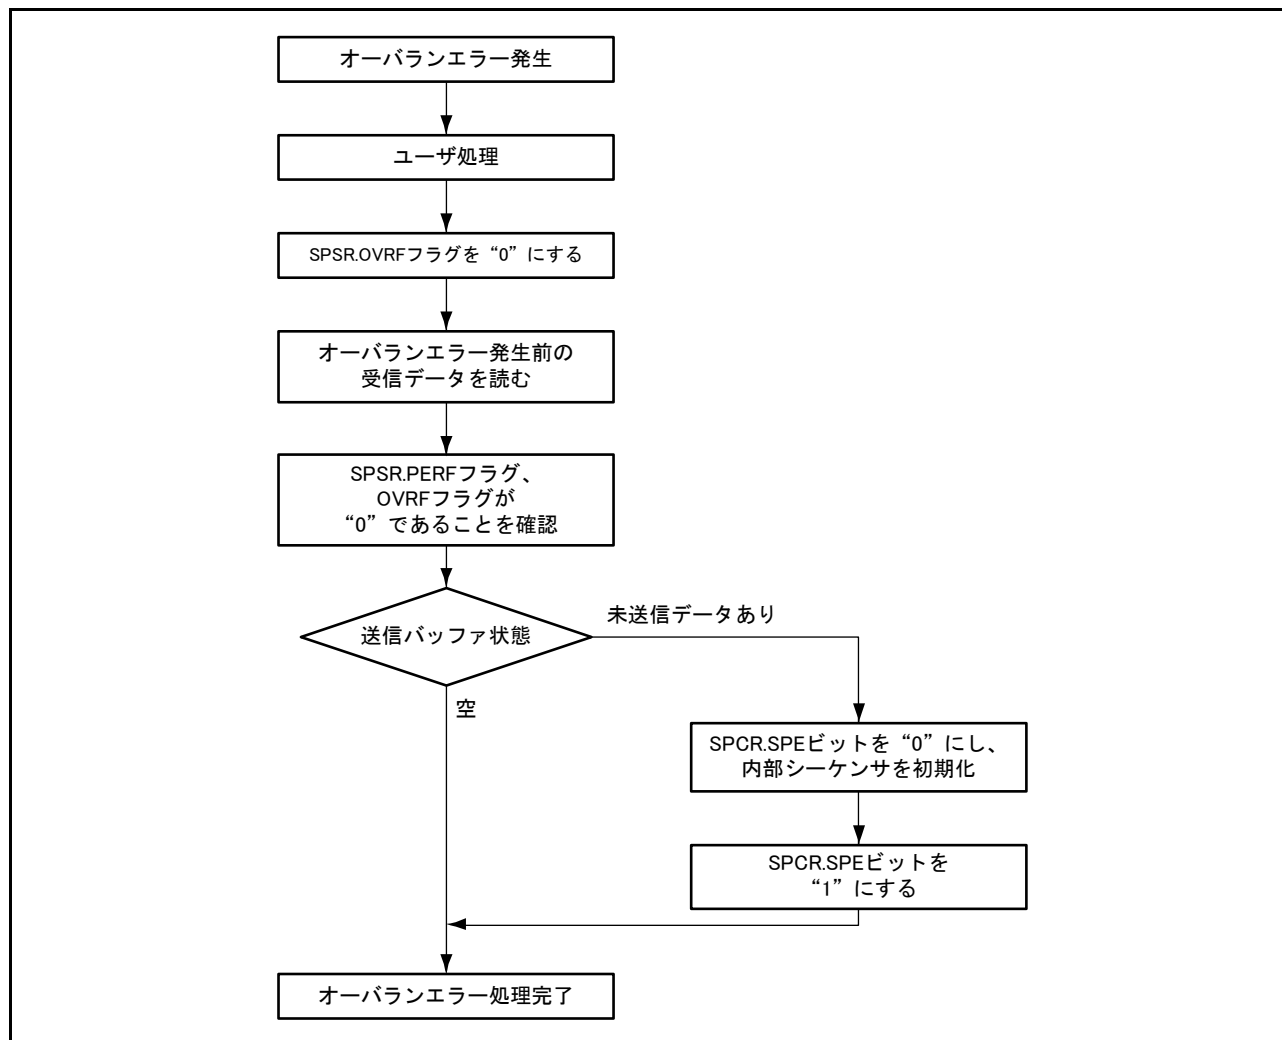 オーバランエラー発生
ユーザ処理
SPSR.OVRFフラグを“0”にする
オーバランエラー発生前の
受信データを読む
SPSR.PERFフラグ、
OVRFフラグが
“0”であることを確認
送信バッファ状態
未送信データあり
空
SPCR.SPEビットを“0”にし、
内部シーケンサを初期化
SPCR.SPEビットを
“1”にする
オーバランエラー処理完了